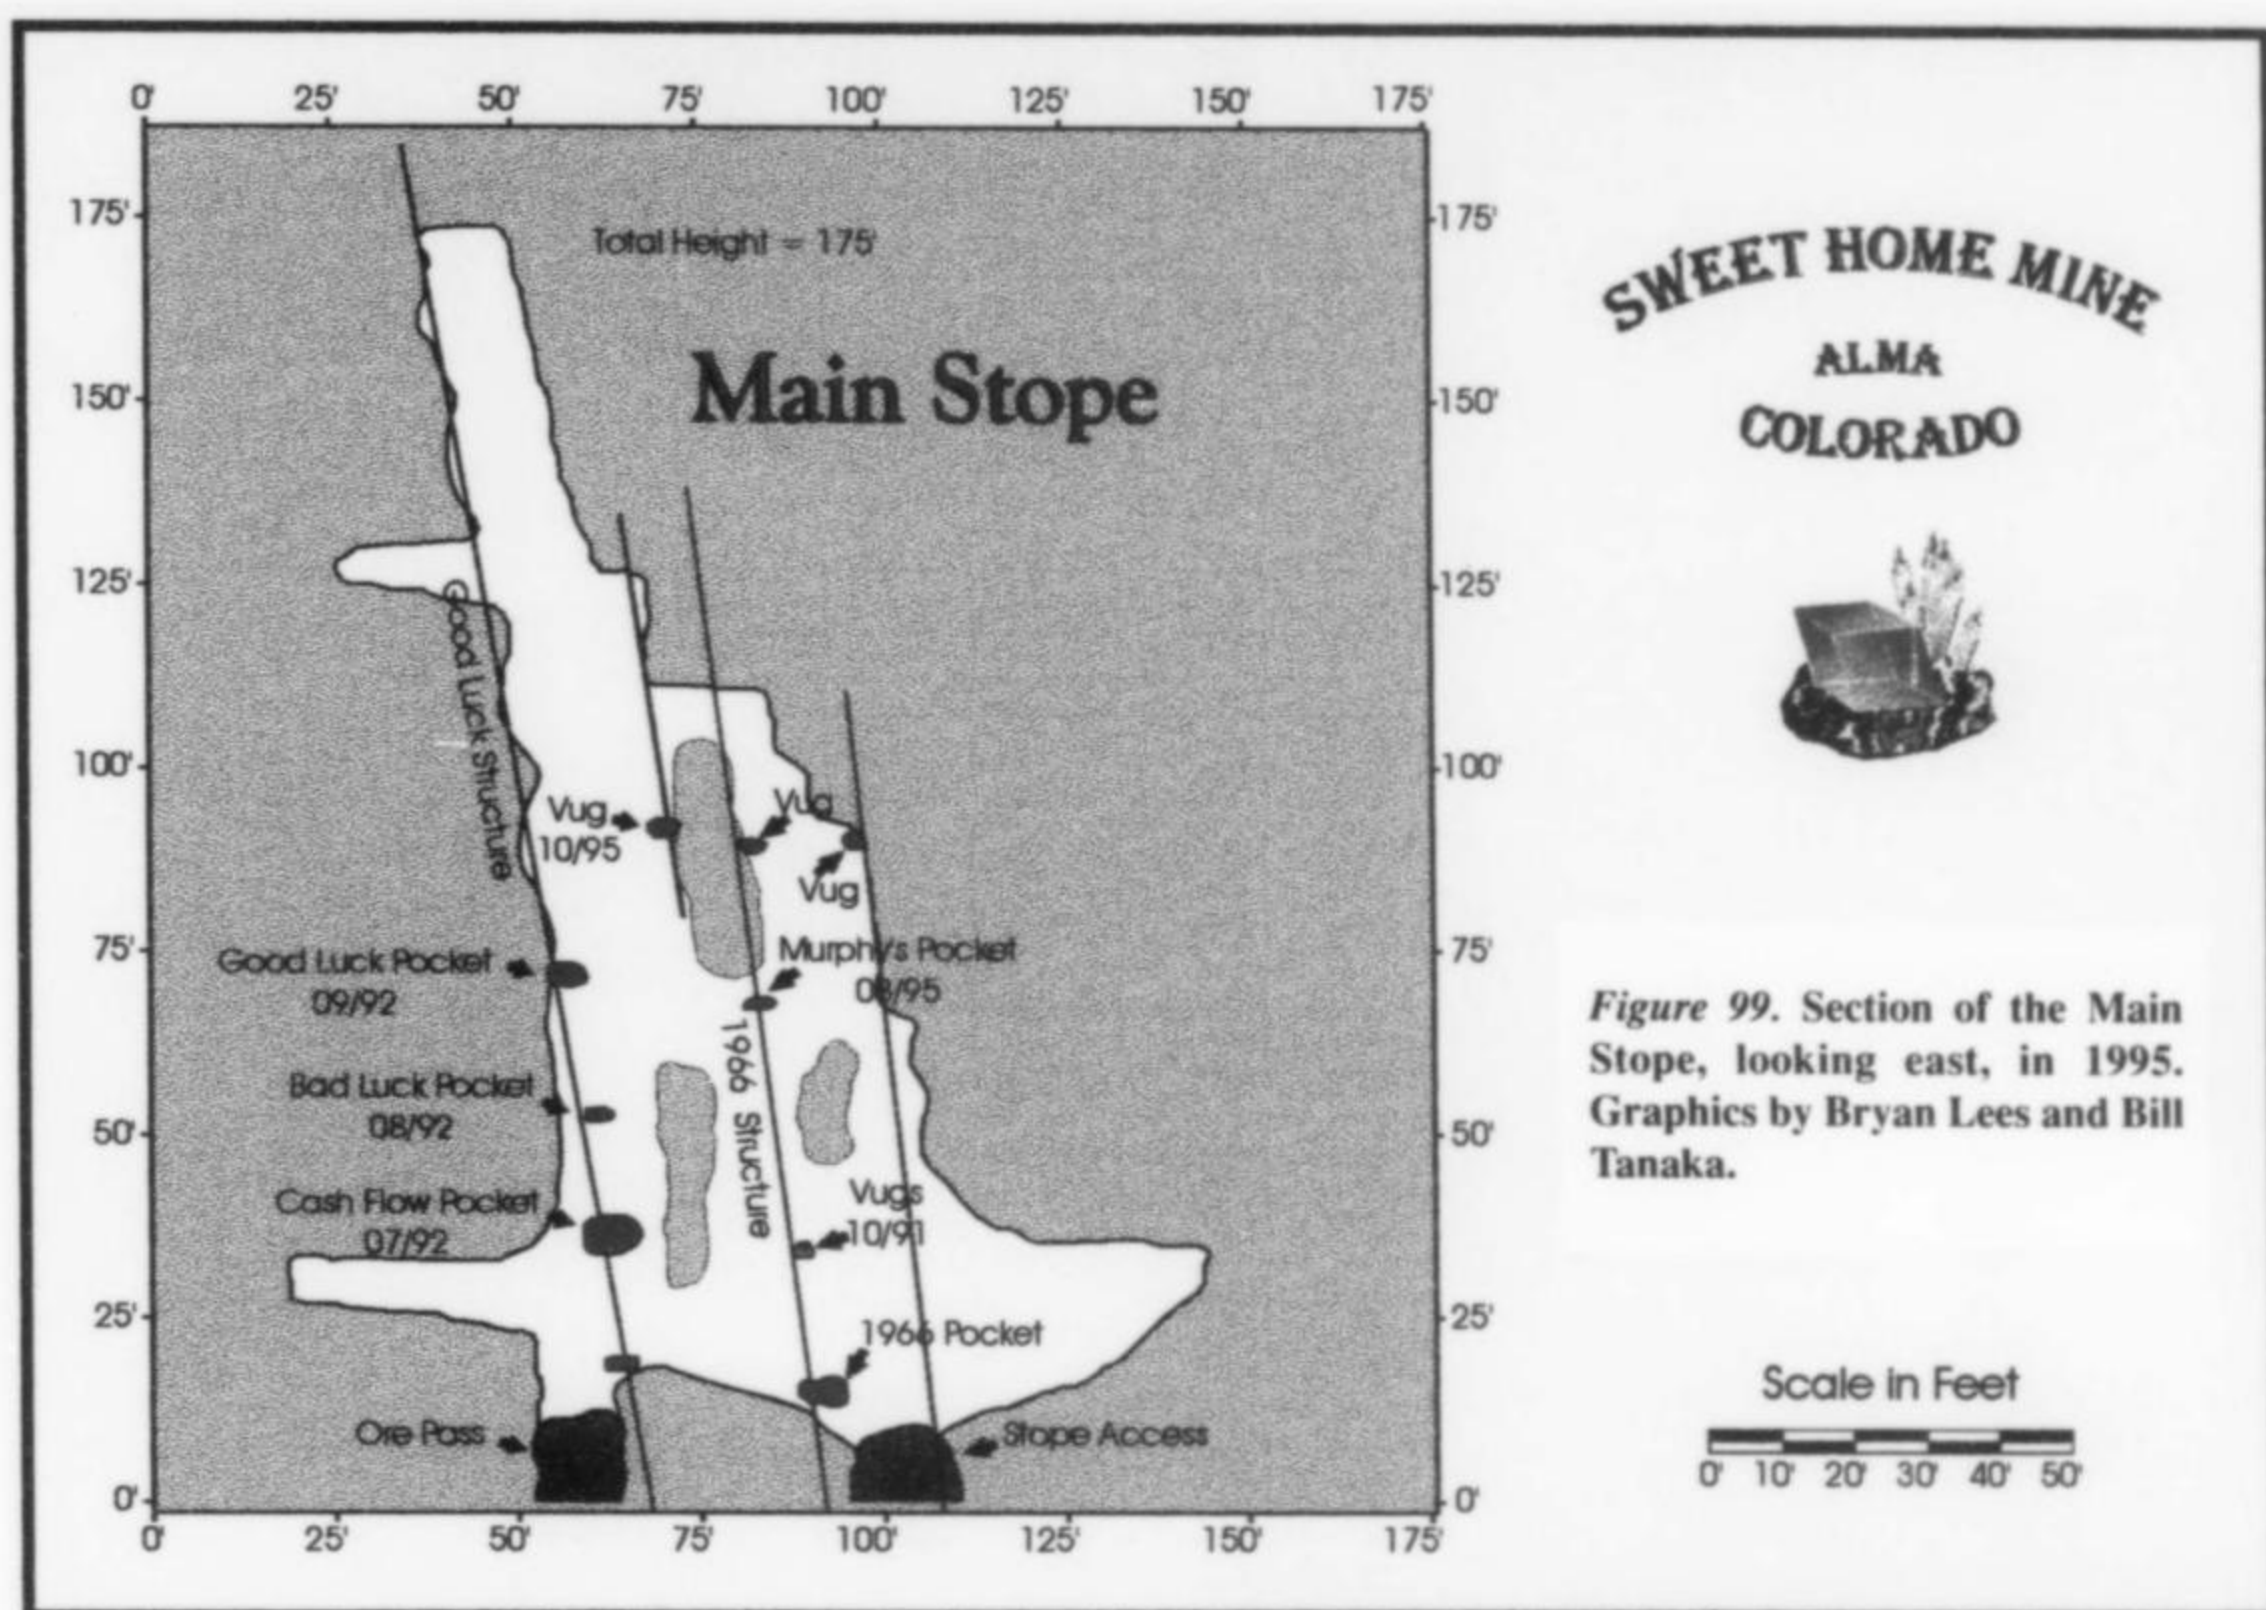 0' 25' 50' 75' 100' 125' 150' 175'
175' 175'
Total Height = 175'
SWEET HOME MINE
ALMA
COLORADO
Main Stope
150' 150'
125' 125'
Good Luck Structure
100' 100'
Vug
10/95
Vug
Vug
75' 75'
Good Luck Pocket
09/92
Murphy's Pocket
/95
1966 Structure
Bad Luck Pocket
08/92
50' 50'
Cash Flow Pocket
07/92
Vugs
10/91
25' 25'
1966 Pocket
Ore Pass
Stope Access
0' 0'
0' 25' 50' 75' 100' 125' 150' 175'
Figure 99. Section of the Main
Stope, looking east, in 1995.
Graphics by Bryan Lees and Bill
Tanaka.
Scale in Feet
0' 10' 20' 30' 40' 50'